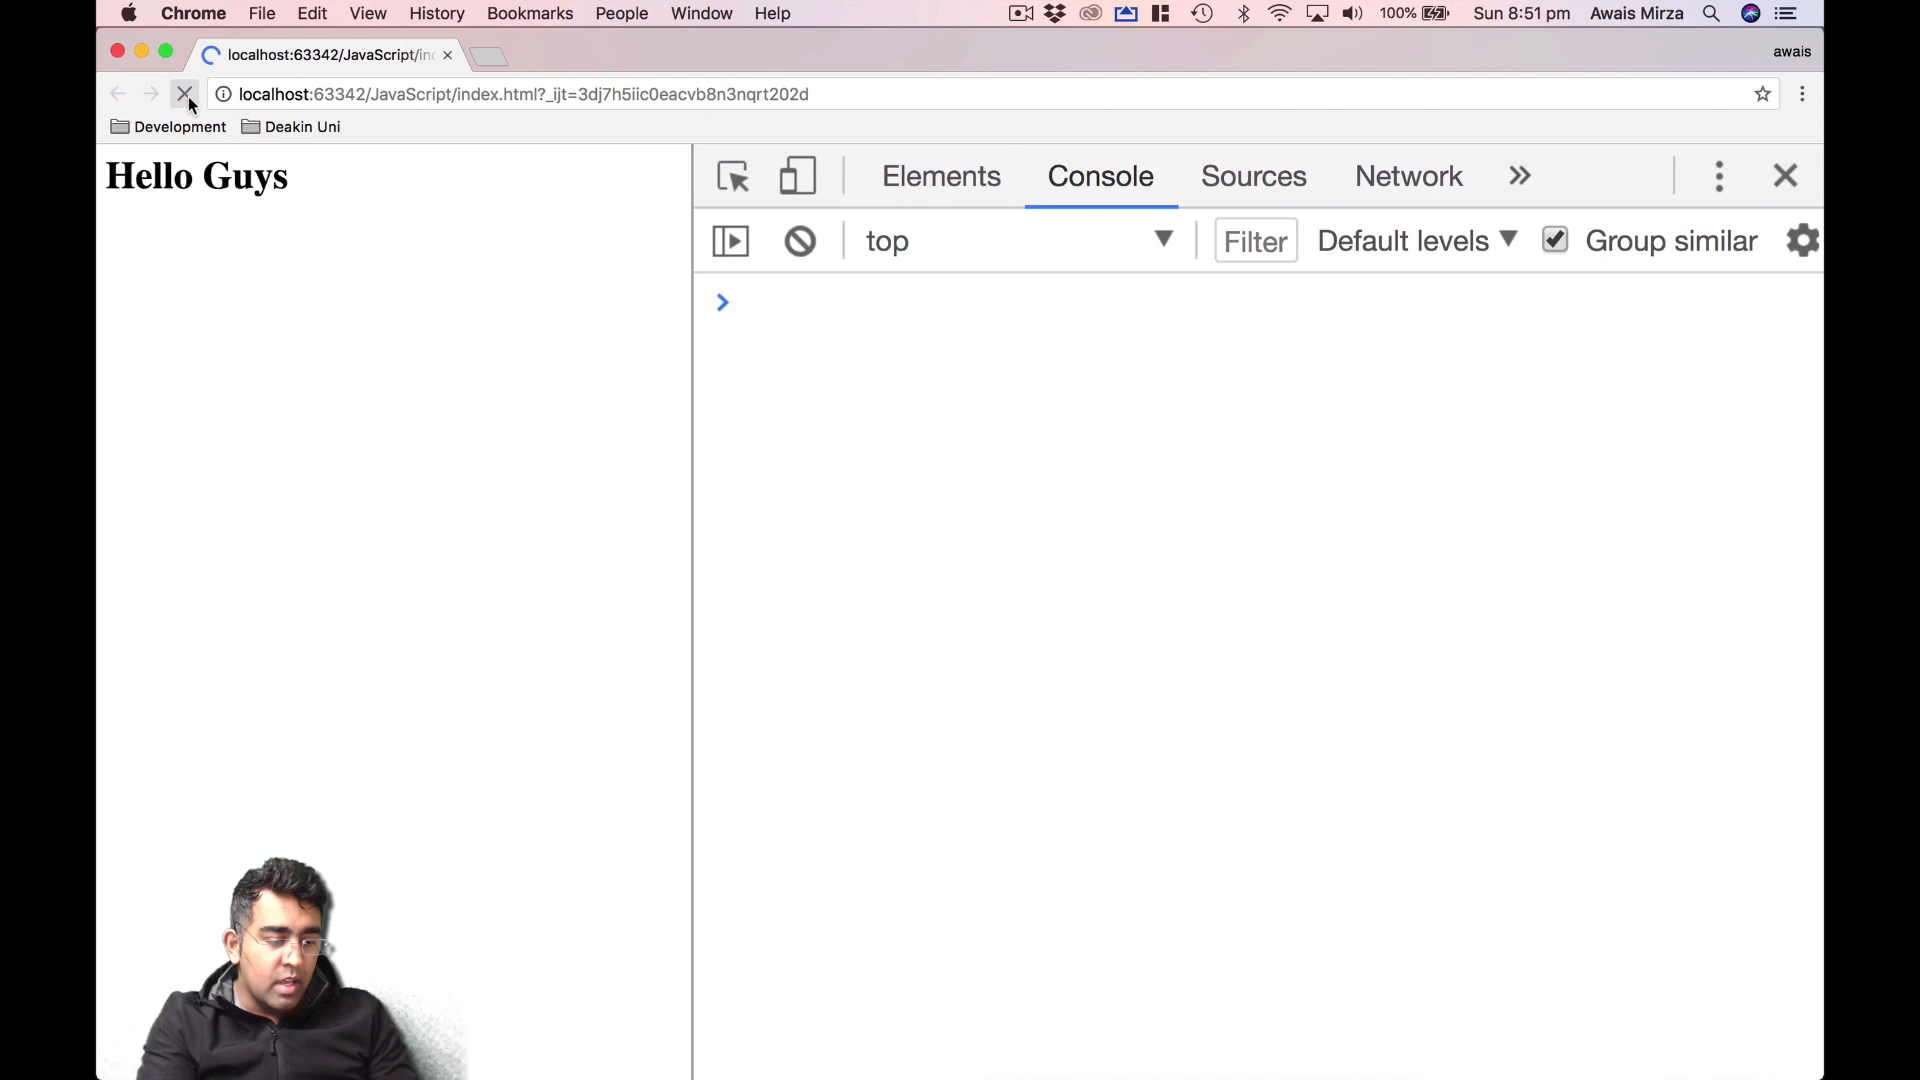 Chrome File Edit View History Bookmarks People Window Help 100% Sun 8:51 pm Awais Mirza
localhost:63342/JavaScript/in
awais
localhost:63342/JavaScript/index.html?_ijt=3dj7h5iic0eacvb8n3nqrt202d
Development Deakin Uni
Hello Guys
Elements Console Sources Network
top Filter Default levels Group similar